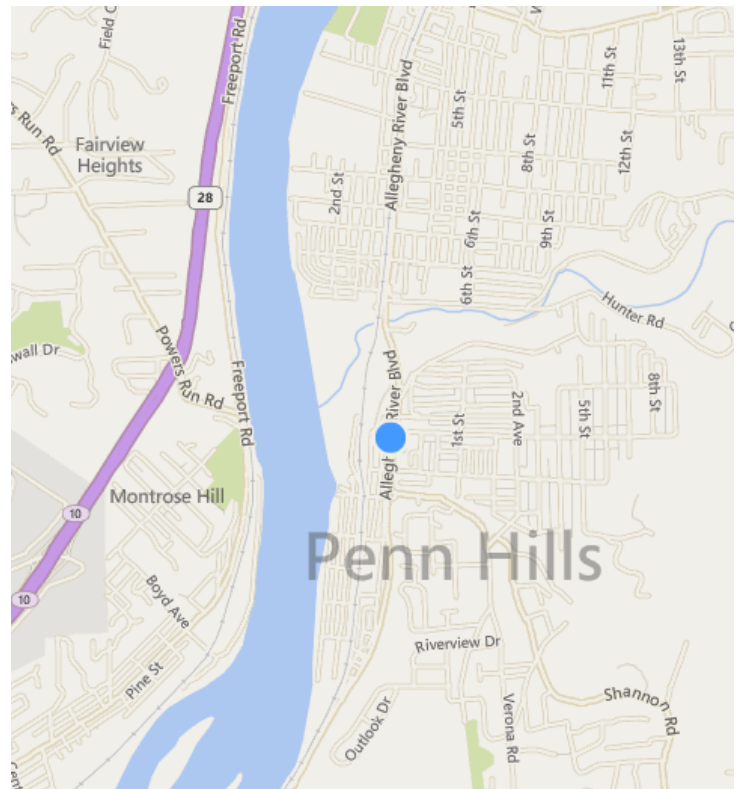 Field C
Freeport Rd
Allegheny River Blvd
13th St
11th St
5th St
rs Run Rd
Fairview
Heights
8th St
12th St
28
2nd St
6th St
9th St
6th St
Hunter Rd
wall Dr
Powers Run Rd
Freeport Rd
Allegh River Blvd
1st St
2nd Ave
5th St
8th St
Montrose Hill
10
Penn Hills
10
Boyd Ave
Riverview Dr
Pine St
Outlook Dr
Verona Rd
Shannon Rd
Cent